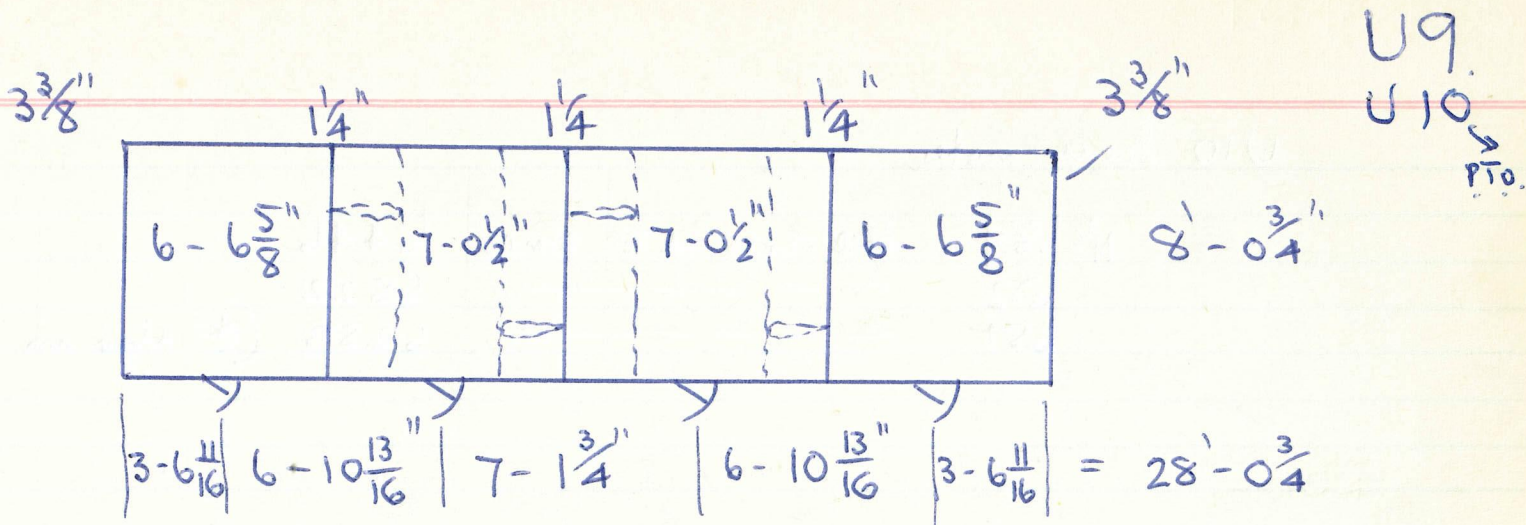 U9.
U10
PTO.
3 3/8" 1 1/4" 1 1/4 1 1/4" 3 3/8"
6 - 6 5/8" 7 - 0 1/2" 7 - 0 1/2" 6 - 6 5/8" 8' - 0 3/4"
3 - 6 11/16 6 - 10 13/16" 7 - 1 3/4" 6 - 10 13/16" 3 - 6 11/16 = 28' - 0 3/4